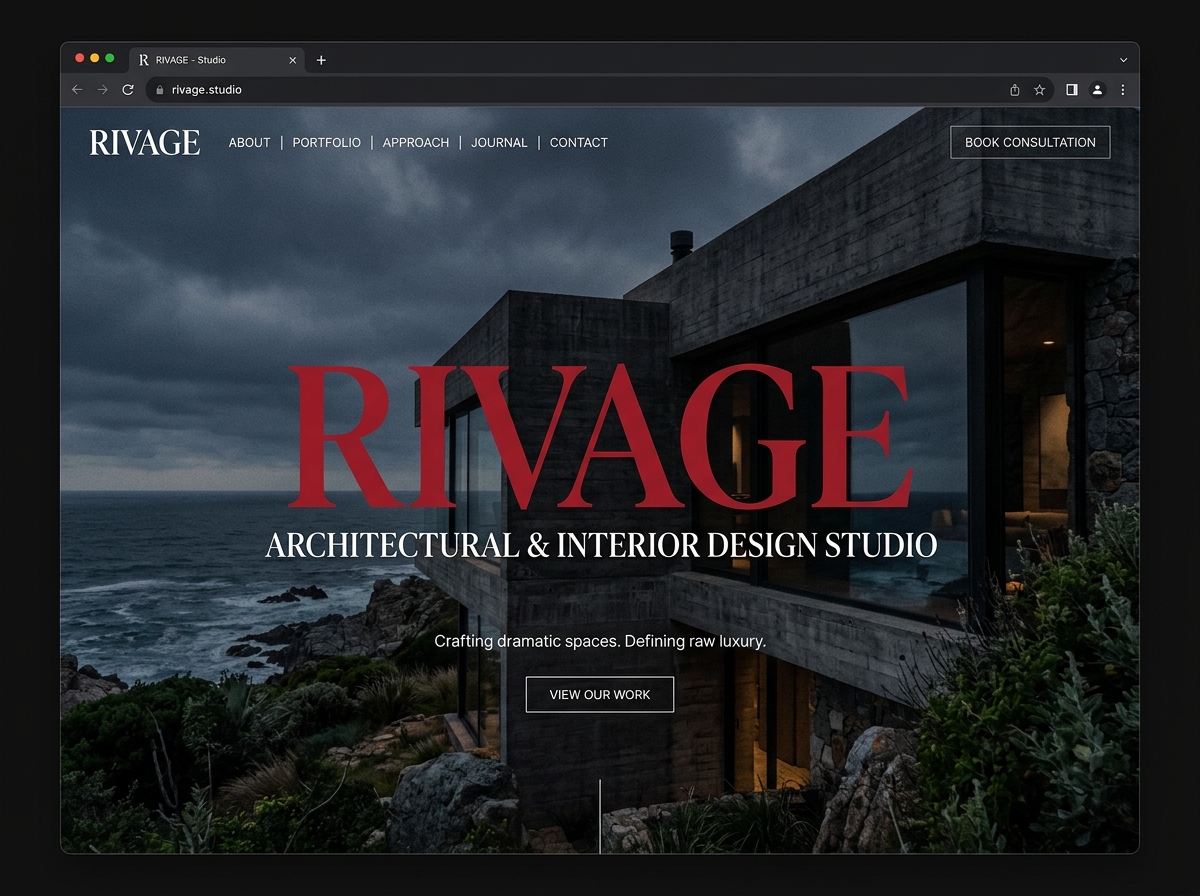 R RIVAGE - Studio
rivage.studio
RIVAGE
ABOUT | PORTFOLIO | APPROACH | JOURNAL | CONTACT
BOOK CONSULTATION
RIVAGE
ARCHITECTURAL & INTERIOR DESIGN STUDIO
Crafting dramatic spaces. Defining raw luxury.
VIEW OUR WORK